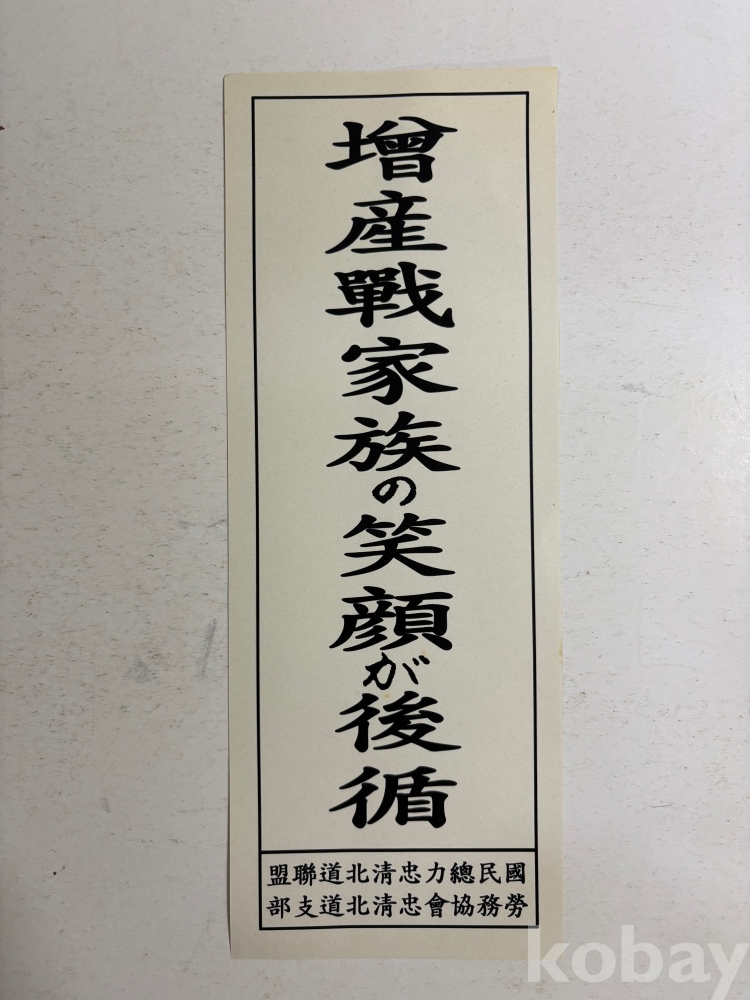 增産戰家族の笑顔が後循
國民總力忠清北道聯盟
勞務協會忠清北道支部
kobay